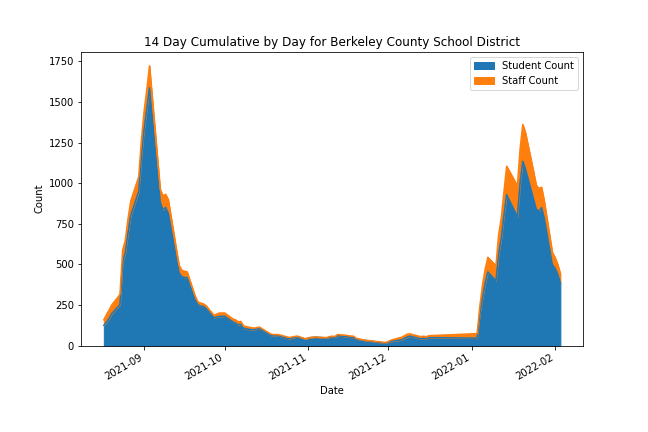 14 Day Cumulative by Day for Berkeley County School District
Student Count
Staff Count
1750
1500
1250
1000
750
500
250
0
Count
2021-09
2021-10
2021-11
2021-12
2022-01
2022-02
Date